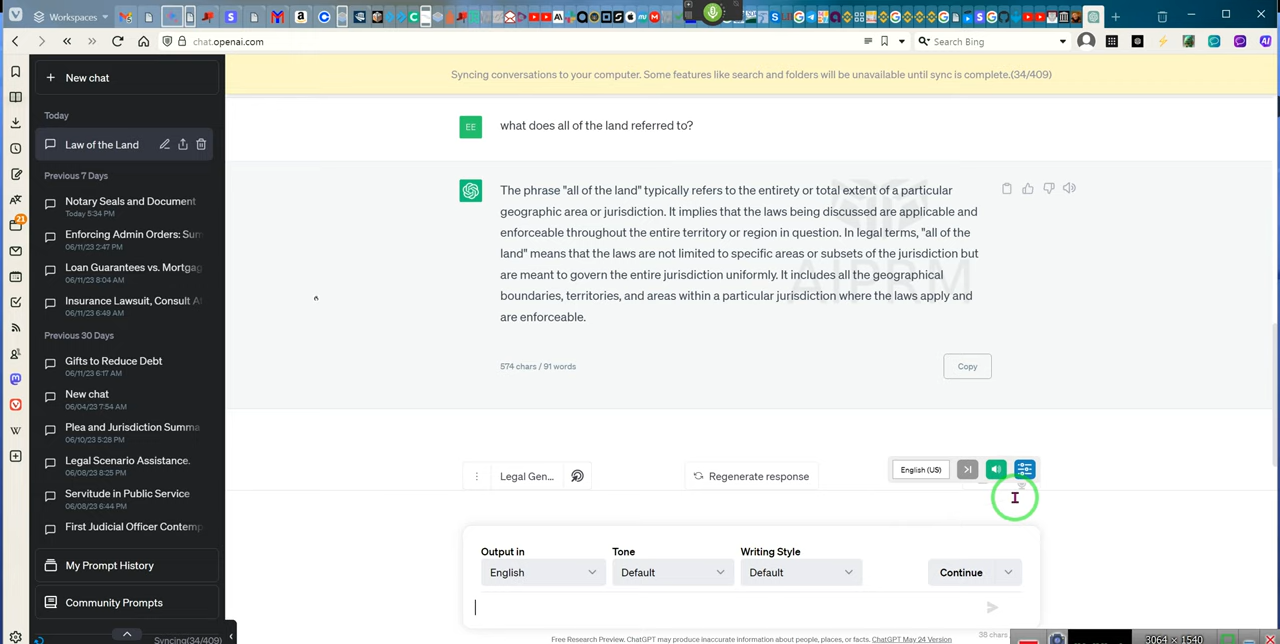 Workspaces
chat.openai.com
Search Bing
New chat
Syncing conversations to your computer. Some features like search and folders will be unavailable until sync is complete.(34/409)
Today
Law of the Land
Previous 7 Days
Notary Seals and Document
Today 5:34 PM
Enforcing Admin Orders: Sum
06/11/23 2:47 PM
Loan Guarantees vs. Mortgag
06/11/23 8:04 AM
Insurance Lawsuit, Consult A
06/11/23 6:49 AM
Previous 30 Days
Gifts to Reduce Debt
06/11/23 6:17 AM
New chat
06/04/23 7:54 AM
Plea and Jurisdiction Summa
06/10/23 5:28 PM
Legal Scenario Assistance.
06/08/23 8:25 PM
Servitude in Public Service
06/08/23 6:44 PM
First Judicial Officer Contemp
My Prompt History
Community Prompts
Syncing(34/409)
21
EE
what does all of the land referred to?
The phrase "all of the land" typically refers to the entirety or total extent of a particular
geographic area or jurisdiction. It implies that the laws being discussed are applicable and
enforceable throughout the entire territory or region in question. In legal terms, "all of the
land" means that the laws are not limited to specific areas or subsets of the jurisdiction but
are meant to govern the entire jurisdiction uniformly. It includes all the geographical
boundaries, territories, and areas within a particular jurisdiction where the laws apply and
are enforceable.
AIPRM
574 chars / 91 words
Copy
Legal Gen...
Regenerate response
English (US)
Output in
Tone
Writing Style
English
Default
Default
Continue
38 chars
Free Research Preview. ChatGPT may produce inaccurate information about people, places, or facts. ChatGPT May 24 Version
3064 × 1540